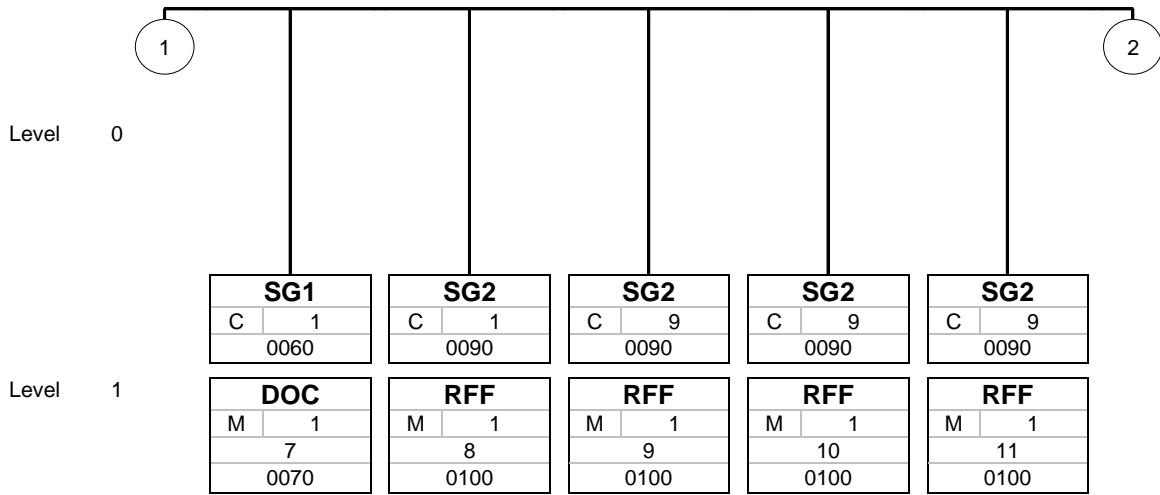 1 2
Level 0
SG1 SG2 SG2 SG2 SG2
C 1 C 1 C 9 C 9 C 9
0060 0090 0090 0090 0090
Level 1 DOC RFF RFF RFF RFF
M 1 M 1 M 1 M 1 M 1
7 8 9 10 11
0070 0100 0100 0100 0100